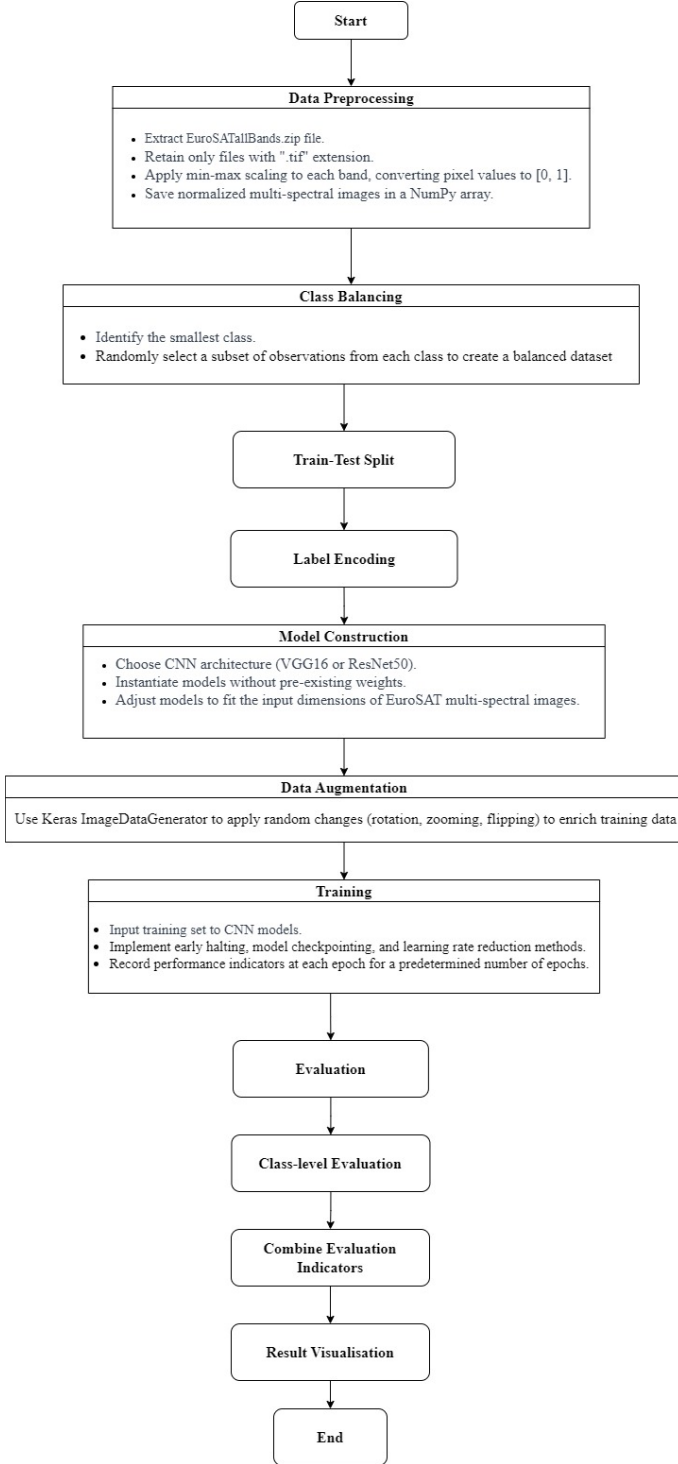 Start
Data Preprocessing
• Extract EuroSATallBands.zip file.
• Retain only files with ".tif" extension.
• Apply min-max scaling to each band, converting pixel values to [0, 1].
• Save normalized multi-spectral images in a NumPy array.
Class Balancing
• Identify the smallest class.
• Randomly select a subset of observations from each class to create a balanced dataset
Train-Test Split
Label Encoding
Model Construction
• Choose CNN architecture (VGG16 or ResNet50).
• Instantiate models without pre-existing weights.
• Adjust models to fit the input dimensions of EuroSAT multi-spectral images.
Data Augmentation
Use Keras ImageDataGenerator to apply random changes (rotation, zooming, flipping) to enrich training data
Training
• Input training set to CNN models.
• Implement early halting, model checkpointing, and learning rate reduction methods.
• Record performance indicators at each epoch for a predetermined number of epochs.
Evaluation
Class-level Evaluation
Combine Evaluation
Indicators
Result Visualisation
End